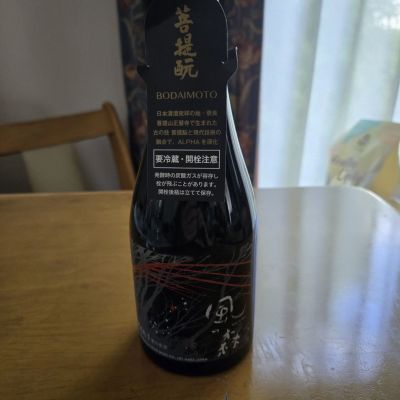 菩提酛
BODAIMOTO
日本清酒発祥の地・奈良
菩提山正暦寺で生まれた
古の技 菩提酛と現代技術の
融合で、ALPHAを深化
要冷蔵・開栓注意
発酵時の炭酸ガスが溶存し
栓が飛ぶことがあります。
開栓後瓶は立てて保存。
風の森